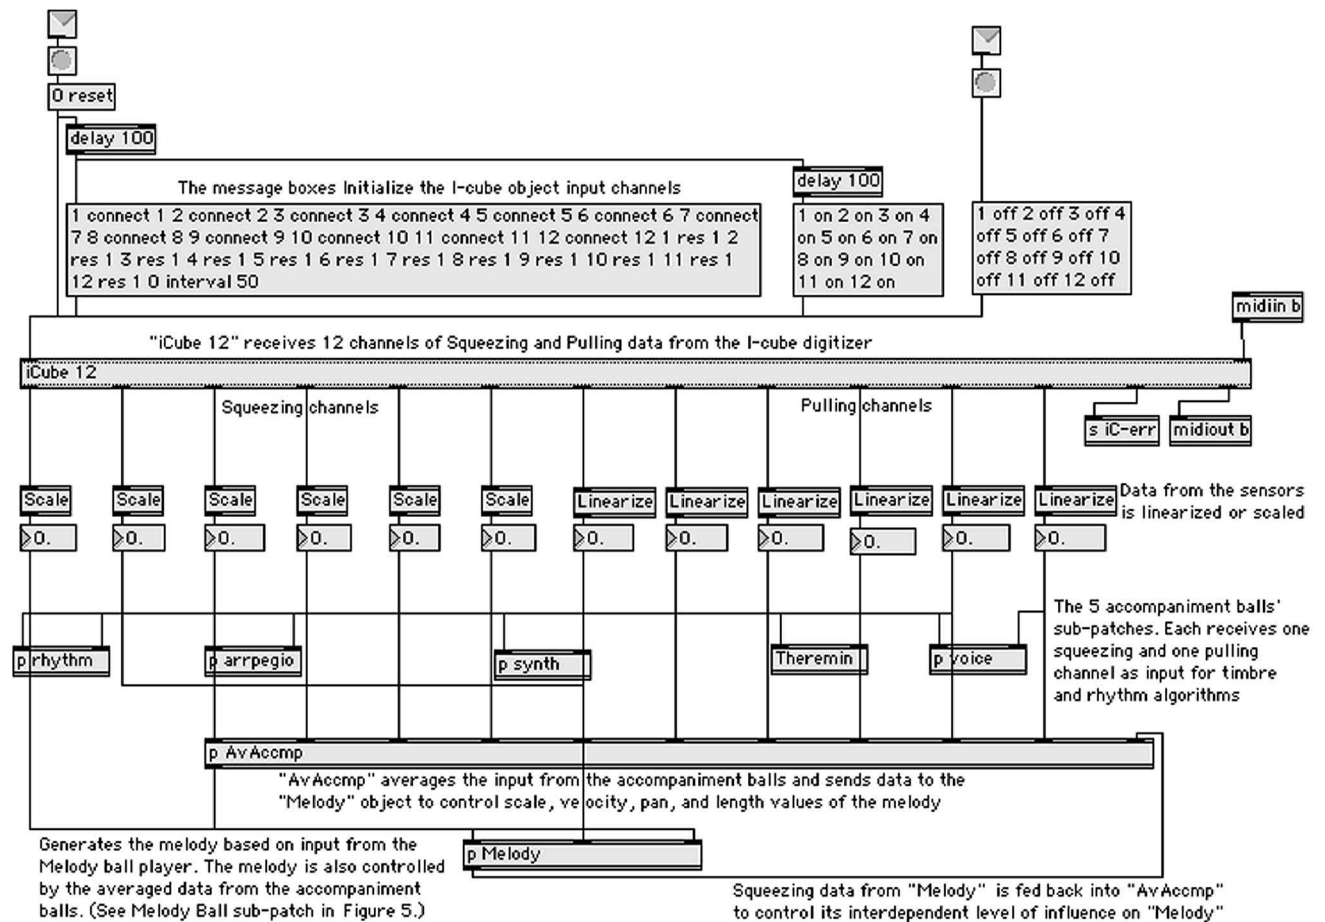 0 reset
delay 100
delay 100
The message boxes Initialize the I-cube object input channels
1 connect 1 2 connect 2 3 connect 3 4 connect 4 5 connect 5 6 connect 6 7 connect
7 8 connect 8 9 connect 9 10 connect 10 11 connect 11 12 connect 12 1 res 1 2
res 1 3 res 1 4 res 1 5 res 1 6 res 1 7 res 1 8 res 1 9 res 1 10 res 1 11 res 1
12 res 1 0 interval 50
1 on 2 on 3 on 4
on 5 on 6 on 7 on
8 on 9 on 10 on
11 on 12 on
1 off 2 off 3 off 4
off 5 off 6 off 7
off 8 off 9 off 10
off 11 off 12 off
midiin b
"iCube 12" receives 12 channels of Squeezing and Pulling data from the I-cube digitizer
iCube 12
Squeezing channels
Pulling channels
s iC-err
midiout b
Scale
Scale
Scale
Scale
Scale
Scale
Linearize
Linearize
Linearize
Linearize
Linearize
Linearize
Data from the sensors
is linearized or scaled
0.
0.
0.
0.
0.
0.
0.
0.
0.
0.
0.
0.
The 5 accompaniment balls'
sub-patches. Each receives one
squeezing and one pulling
channel as input for timbre
and rhythm algorithms
p rhythm
p arrpegio
p synth
Theremin
p voice
p AvAccmp
"AvAccmp" averages the input from the accompaniment balls and sends data to the
"Melody" object to control scale, velocity, pan, and length values of the melody
Generates the melody based on input from the
Melody ball player. The melody is also controlled
by the averaged data from the accompaniment
balls. (See Melody Ball sub-patch in Figure 5.)
p Melody
Squeezing data from "Melody" is fed back into "AvAccmp"
to control its interdependent level of influence on "Melody"